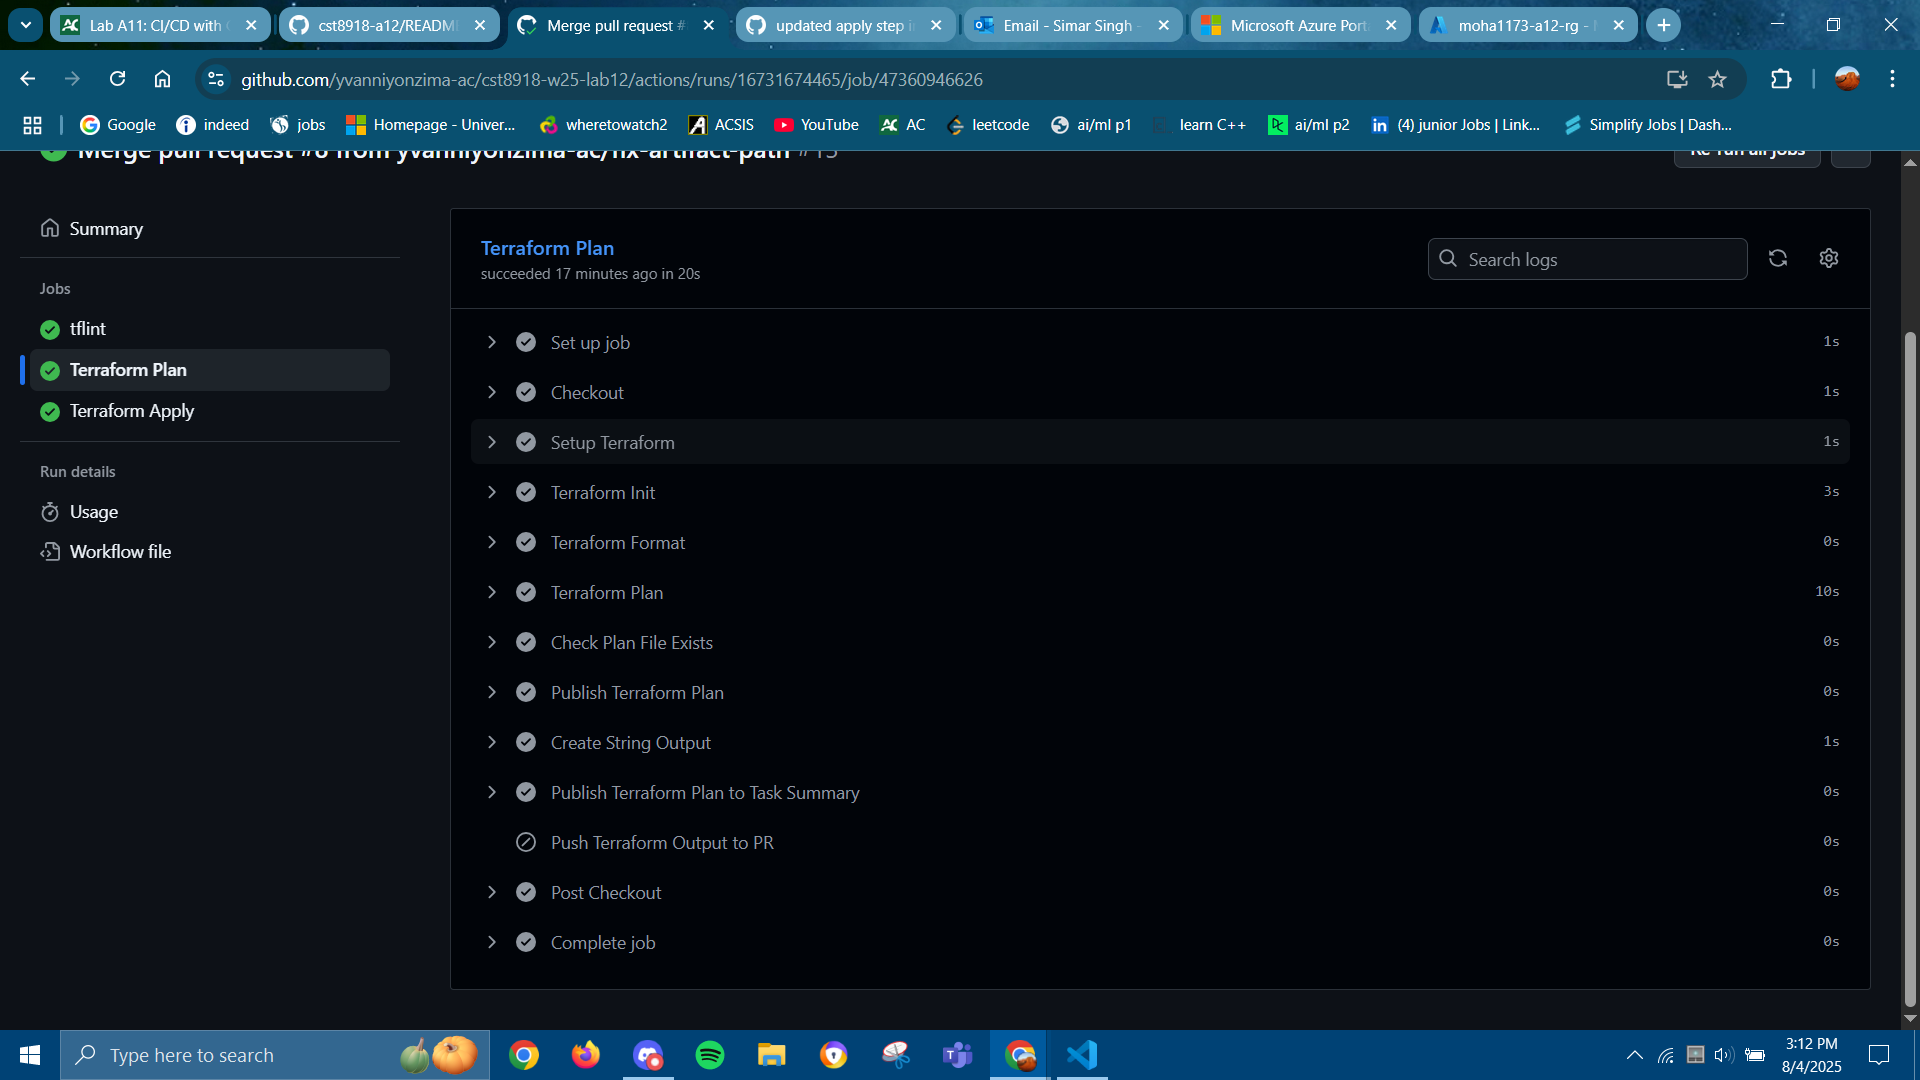 Lab A11: CI/CD with
cst8918-a12/README
Merge pull request #
updated apply step i
Email - Simar Singh -
Microsoft Azure Port
moha1173-a12-rg -
github.com/yvanniyonzima-ac/cst8918-w25-lab12/actions/runs/16731674465/job/47360946626
Google
indeed
jobs
Homepage - Univer...
wheretowatch2
ACSIS
YouTube
AC
leetcode
ai/ml p1
learn C++
ai/ml p2
(4) junior Jobs | Link...
Simplify Jobs | Dash...
Merge pull request #8 from yvanniyonzima-ac/fix-artifact-path #15
Re-run all jobs
Summary
Jobs
tflint
Terraform Plan
Terraform Apply
Run details
Usage
Workflow file
Terraform Plan
succeeded 17 minutes ago in 20s
Search logs
Set up job 1s
Checkout 1s
Setup Terraform 1s
Terraform Init 3s
Terraform Format 0s
Terraform Plan 10s
Check Plan File Exists 0s
Publish Terraform Plan 0s
Create String Output 1s
Publish Terraform Plan to Task Summary 0s
Push Terraform Output to PR 0s
Post Checkout 0s
Complete job 0s
Type here to search
3:12 PM
8/4/2025